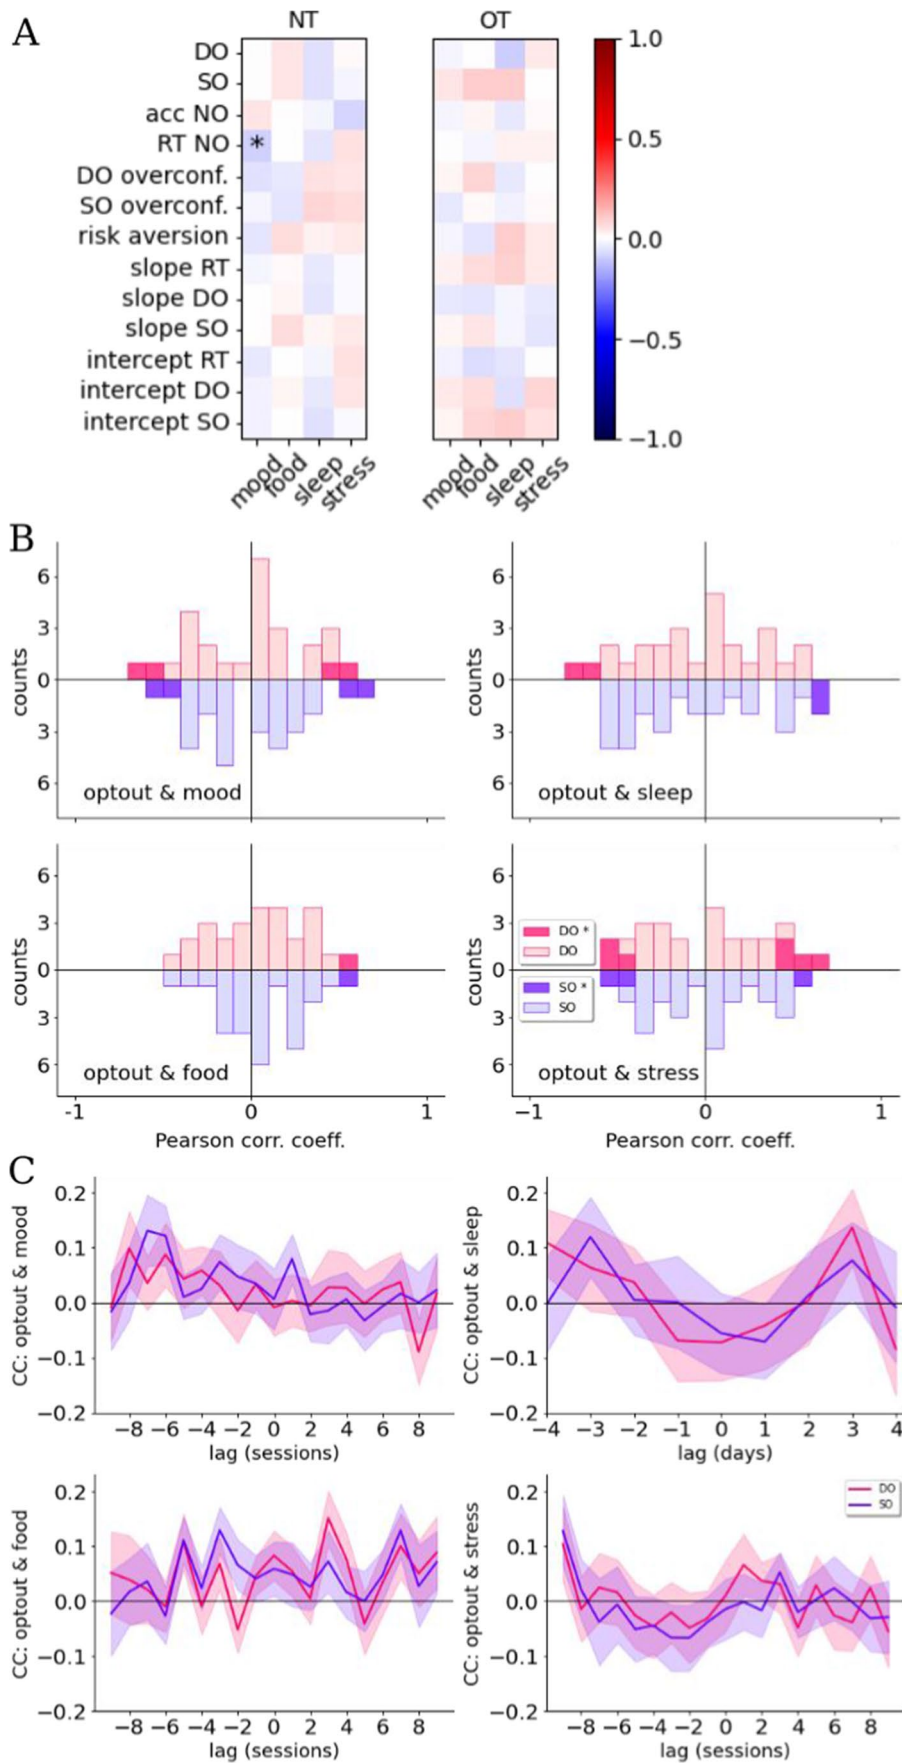 A
NT
OT
DO
SO
acc NO
RT NO
*
DO overconf.
SO overconf.
risk aversion
slope RT
slope DO
slope SO
intercept RT
intercept DO
intercept SO
mood
food
sleep
stress
mood
food
sleep
stress
1.0
0.5
0.0
−0.5
−1.0
B
6
3
0
3
6
counts
optout & mood
6
3
0
3
6
counts
optout & sleep
6
3
0
3
6
counts
optout & food
-1
0
1
Pearson corr. coeff.
6
3
0
3
6
counts
DO *
DO
SO *
SO
optout & stress
−1
0
1
Pearson corr. coeff.
C
0.2
0.1
0.0
−0.1
−0.2
CC: optout & mood
−8 −6 −4 −2 0 2 4 6 8
lag (sessions)
0.2
0.1
0.0
−0.1
−0.2
CC: optout & sleep
−4 −3 −2 −1 0 1 2 3 4
lag (days)
0.2
0.1
0.0
−0.1
−0.2
CC: optout & food
−8 −6 −4 −2 0 2 4 6 8
lag (sessions)
0.2
0.1
0.0
−0.1
−0.2
CC: optout & stress
DO
SO
−8 −6 −4 −2 0 2 4 6 8
lag (sessions)